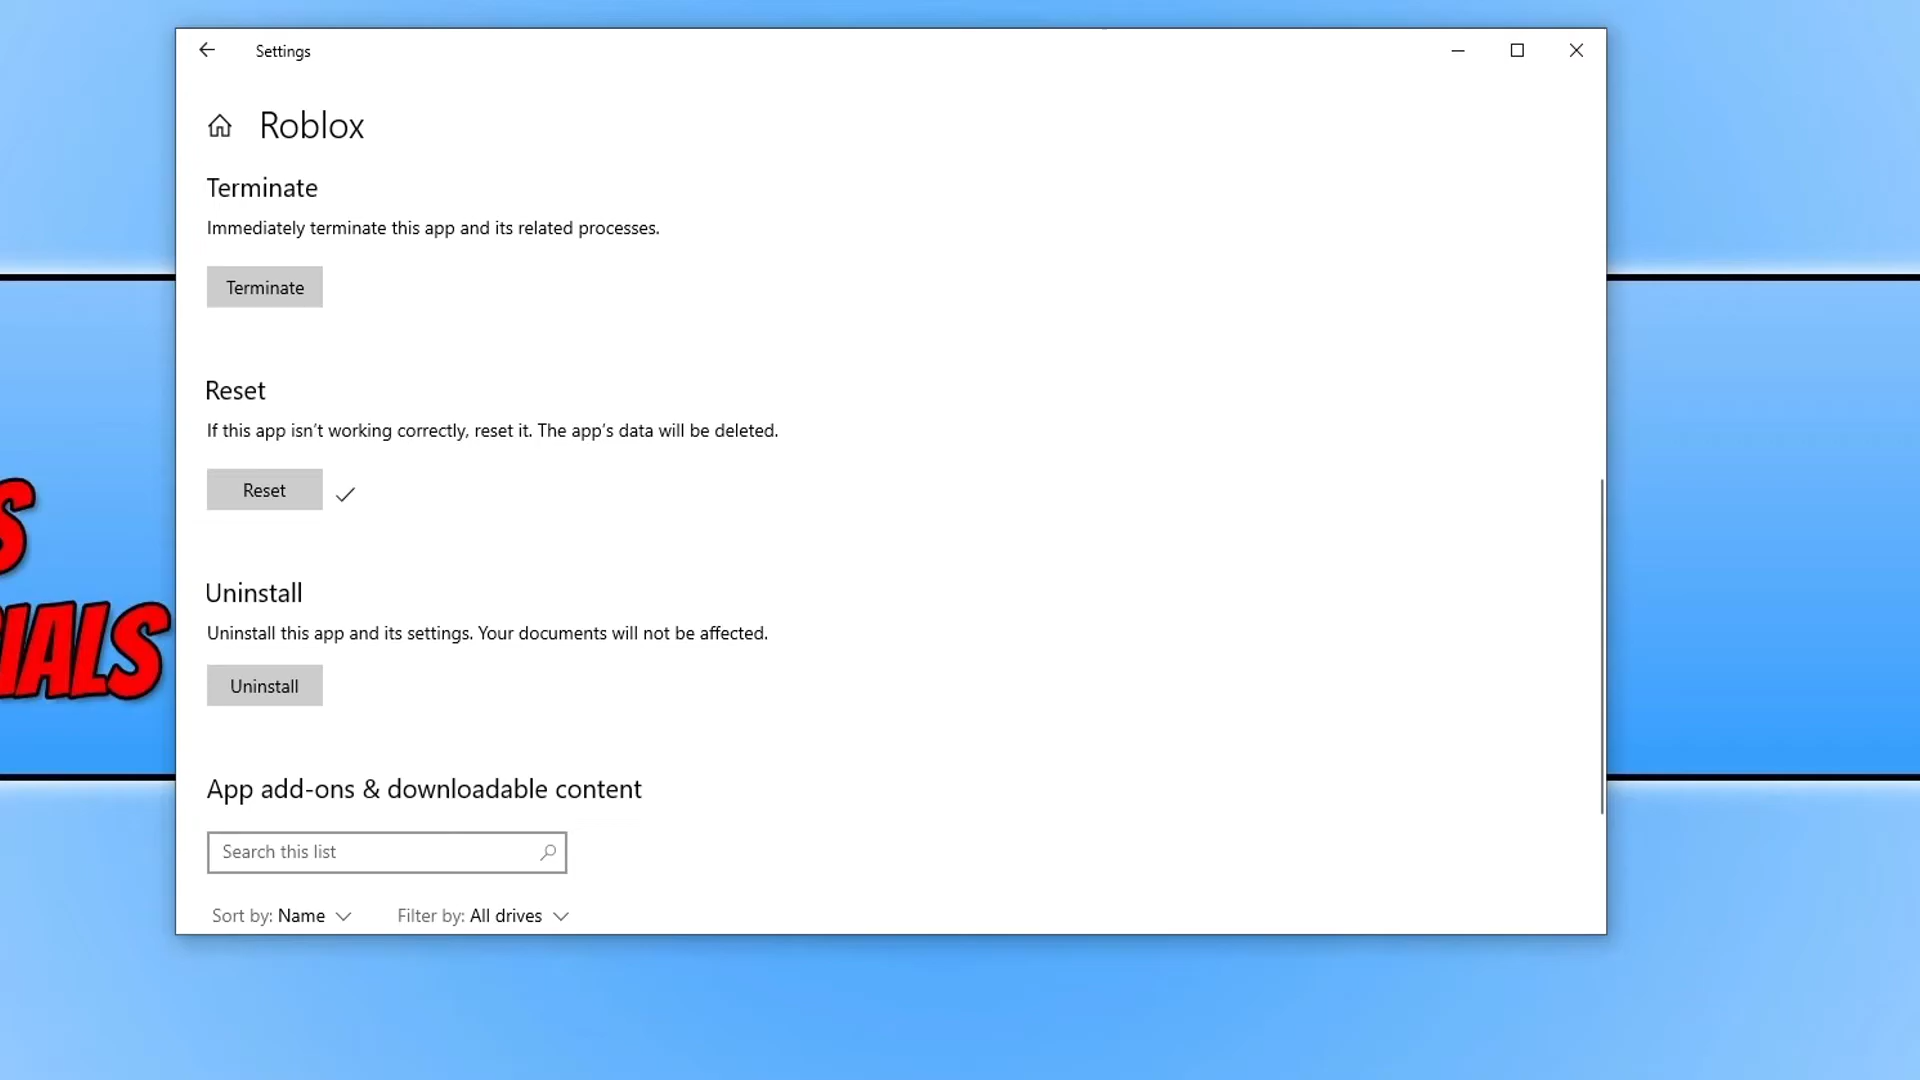 Settings
Roblox
Terminate
Immediately terminate this app and its related processes.
Terminate
Reset
If this app isn’t working correctly, reset it. The app’s data will be deleted.
Reset
S
IALS
Uninstall
Uninstall this app and its settings. Your documents will not be affected.
Uninstall
App add-ons & downloadable content
Search this list
Sort by: Name Filter by: All drives